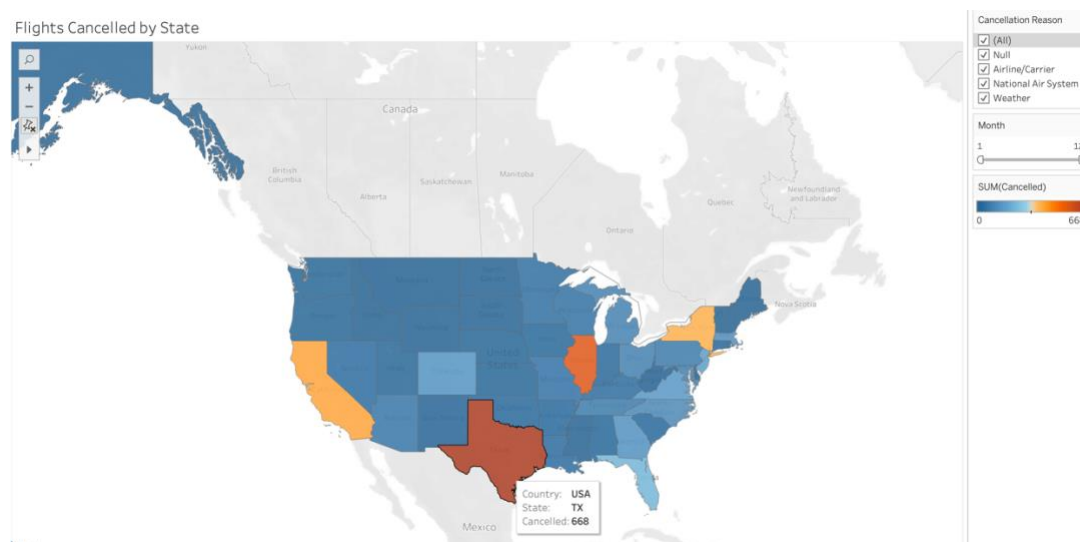 Flights Cancelled by State
Yukon
Canada
British
Columbia
Alberta
Saskatchewan
Manitoba
Ontario
Quebec
Newfoundland
and Labrador
Nova Scotia
United
States
Mexico
Country: USA
State: TX
Cancelled: 668
Cancellation Reason
(All)
Null
Airline/Carrier
National Air System
Weather
Month
1
SUM(Cancelled)
0